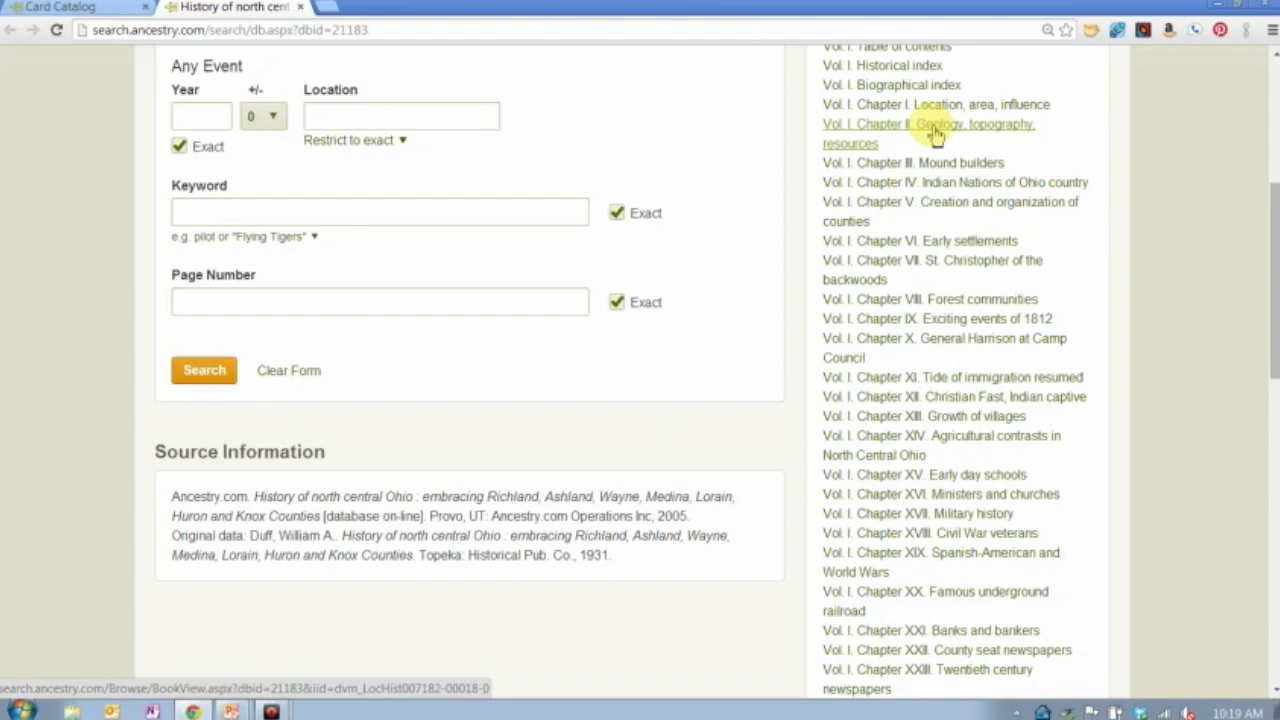 Card Catalog
History of north cent
search.ancestry.com/search/db.aspx?dbid=21183
Any Event
Year
+/-
Location
0
Exact
Restrict to exact
Keyword
Exact
e.g. pilot or "Flying Tigers"
Page Number
Exact
Search
Clear Form
Source Information
Ancestry.com. History of north central Ohio : embracing Richland, Ashland, Wayne, Medina, Lorain,
Huron and Knox Counties [database on-line]. Provo, UT: Ancestry.com Operations Inc, 2005.
Original data: Duff, William A.. History of north central Ohio : embracing Richland, Ashland, Wayne,
Medina, Lorain, Huron and Knox Counties. Topeka: Historical Pub. Co., 1931.
Vol. I. Table of contents
Vol. I. Historical index
Vol. I. Biographical index
Vol. I. Chapter I. Location, area, influence
Vol. I. Chapter II. Geology, topography,
resources
Vol. I. Chapter III. Mound builders
Vol. I. Chapter IV. Indian Nations of Ohio country
Vol. I. Chapter V. Creation and organization of
counties
Vol. I. Chapter VI. Early settlements
Vol. I. Chapter VII. St. Christopher of the
backwoods
Vol. I. Chapter VIII. Forest communities
Vol. I. Chapter IX. Exciting events of 1812
Vol. I. Chapter X. General Harrison at Camp
Council
Vol. I. Chapter XI. Tide of immigration resumed
Vol. I. Chapter XII. Christian Fast, Indian captive
Vol. I. Chapter XIII. Growth of villages
Vol. I. Chapter XIV. Agricultural contrasts in
North Central Ohio
Vol. I. Chapter XV. Early day schools
Vol. I. Chapter XVI. Ministers and churches
Vol. I. Chapter XVII. Military history
Vol. I. Chapter XVIII. Civil War veterans
Vol. I. Chapter XIX. Spanish-American and
World Wars
Vol. I. Chapter XX. Famous underground
railroad
Vol. I. Chapter XXI. Banks and bankers
Vol. I. Chapter XXII. County seat newspapers
Vol. I. Chapter XXIII. Twentieth century
newspapers
search.ancestry.com/Browse/BookView.aspx?dbid=21183&iid=dvm_LocHist007182-00018-0
10:19 AM